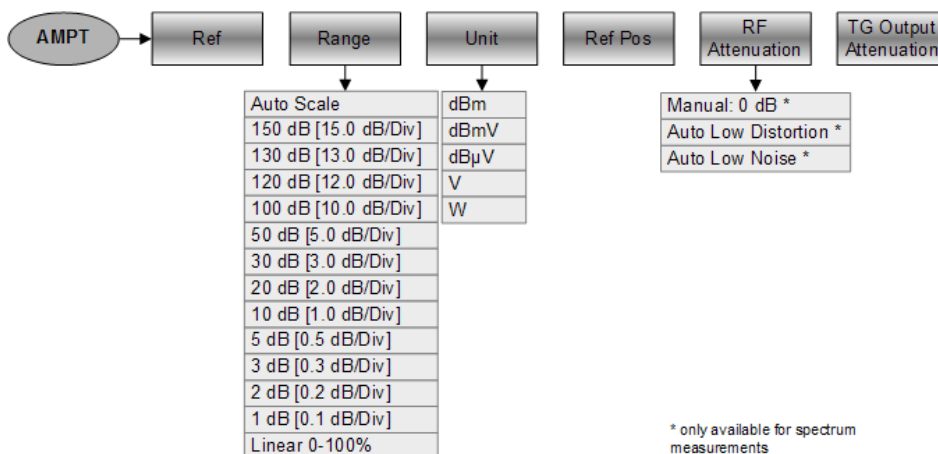 AMPT
Ref
Range
Unit
Ref Pos
RF
Attenuation
TG Output
Attenuation
Auto Scale
150 dB [15.0 dB/Div]
130 dB [13.0 dB/Div]
120 dB [12.0 dB/Div]
100 dB [10.0 dB/Div]
50 dB [5.0 dB/Div]
30 dB [3.0 dB/Div]
20 dB [2.0 dB/Div]
10 dB [1.0 dB/Div]
5 dB [0.5 dB/Div]
3 dB [0.3 dB/Div]
2 dB [0.2 dB/Div]
1 dB [0.1 dB/Div]
Linear 0-100%
dBm
dBmV
dBµV
V
W
Manual: 0 dB *
Auto Low Distortion *
Auto Low Noise *
* only available for spectrum
measurements